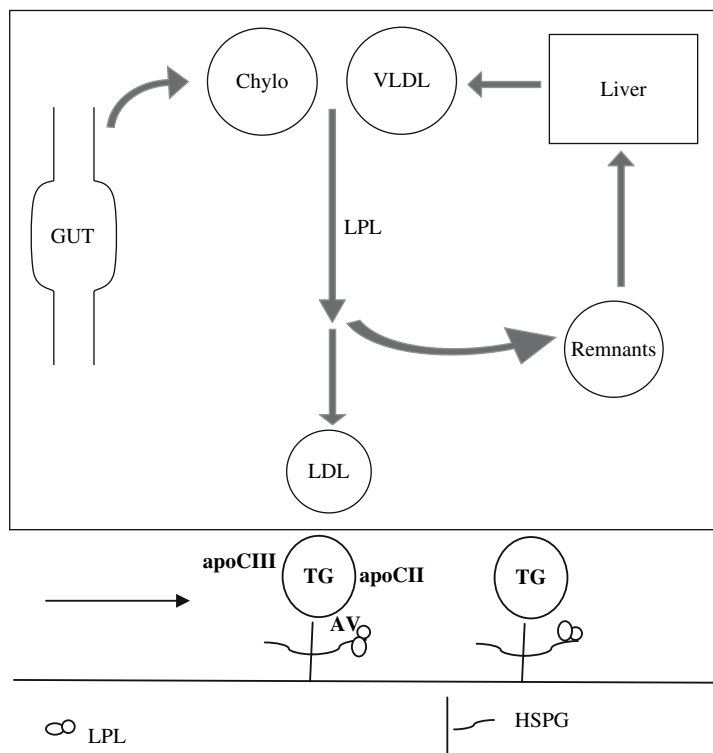 Chylo
VLDL
Liver
GUT
LPL
Remnants
LDL
apoCIII
TG
apoCII
TG
AV
LPL
HSPG